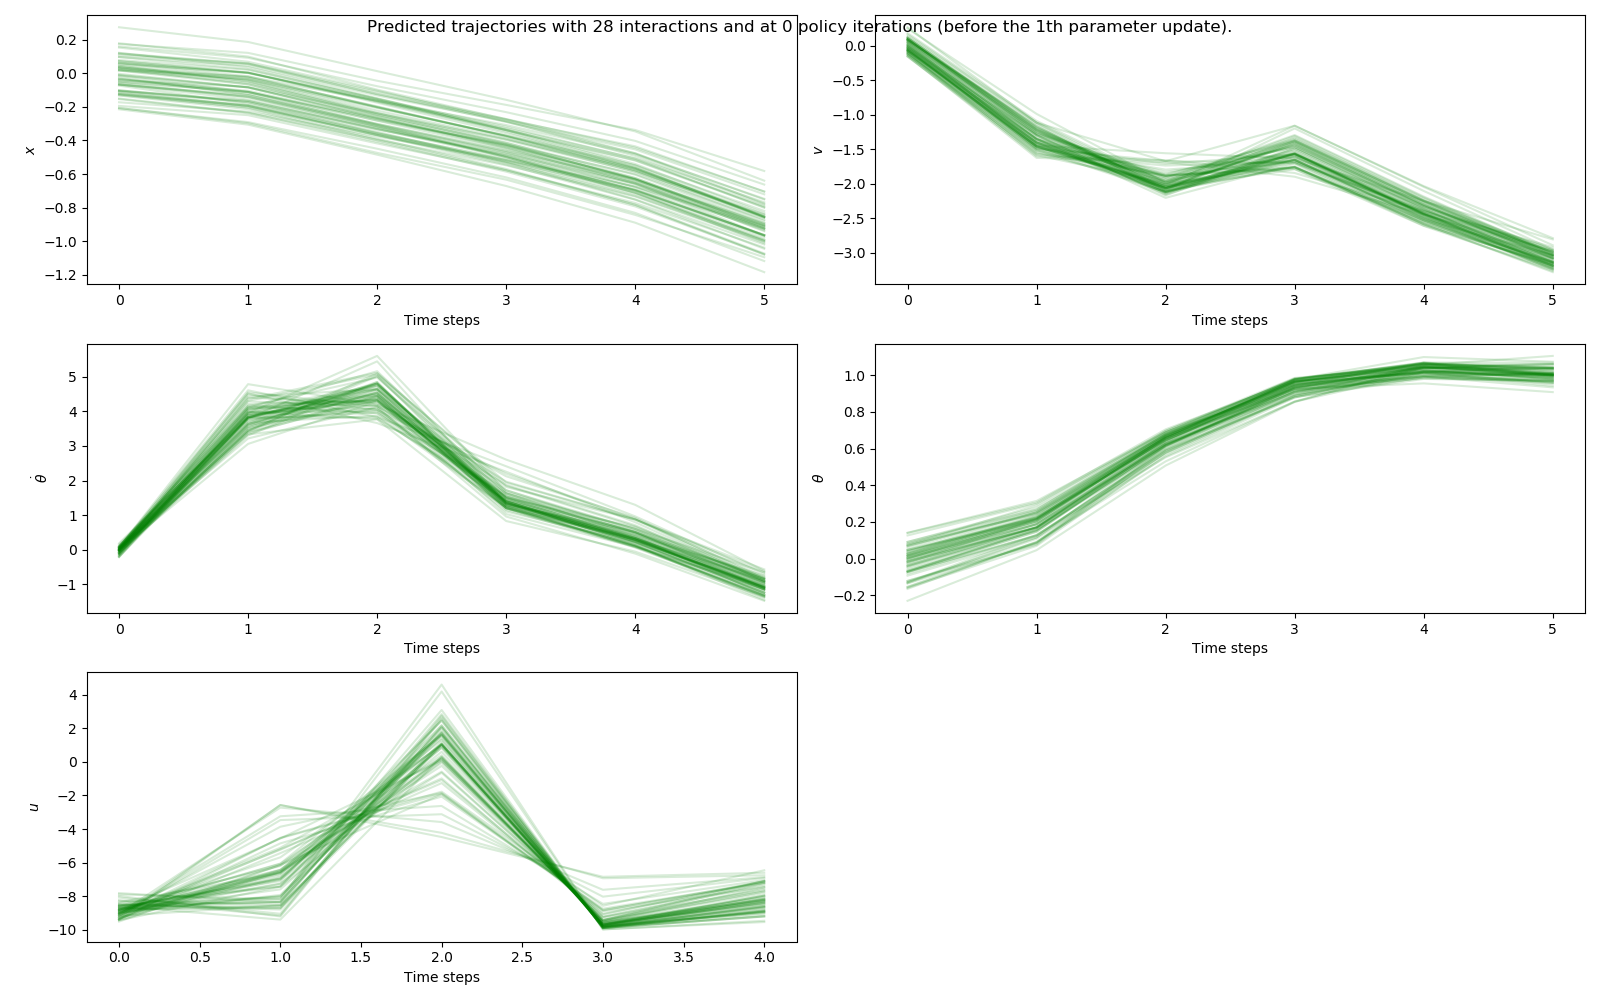 Predicted trajectories with 28 interactions and at 0 policy iterations (before the 1th parameter update).
0.2
0.0
−0.2
−0.4
−0.6
−0.8
−1.0
−1.2
x
0 1 2 3 4 5
Time steps
0.0
−0.5
−1.0
−1.5
−2.0
−2.5
−3.0
v
0 1 2 3 4 5
Time steps
5
4
3
2
1
0
−1
θ̇
0 1 2 3 4 5
Time steps
1.0
0.8
0.6
0.4
0.2
0.0
−0.2
θ
0 1 2 3 4 5
Time steps
4
2
0
−2
−4
−6
−8
−10
u
0.0 0.5 1.0 1.5 2.0 2.5 3.0 3.5 4.0
Time steps